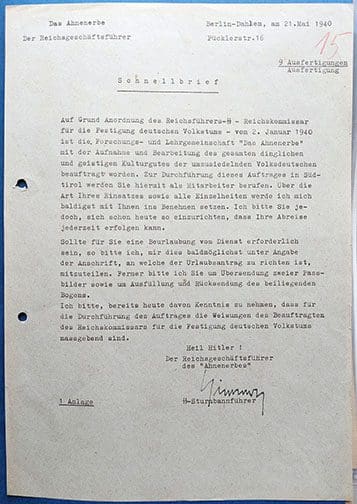 Das Ahnenerbe Berlin-Dahlem, am 21.Mai 1940
Der Reichsgeschäftsführer Pücklerstr.16
15
9 Ausfertigungen
Ausfertigung
Schnellbrief
Auf Grund Anordnung des Reichsführers-SS - Reichskommissar
für die Festigung deutschen Volkstums - vom 2. Januar 1940
ist die Forschungs- und Lehrgemeinschaft "Das Ahnenerbe"
mit der Aufnahme und Bearbeitung des gesamten dinglichen
und geistigen Kulturgutes der umzusiedelnden Volksdeutschen
beauftragt worden. Zur Durchführung dieses Auftrages in Süd-
tirol werden Sie hierait als Mitarbeiter berufen. Über die
Art Ihres Einsatzes sowie alle Einzelheiten werde ich mich
baldigst mit Ihnen ins Benehmen setzen. Ich bitte Sie je-
doch, sich schon heute so einzurichten, dass Ihre Abreise
jederzeit erfolgen kann.
Sollte für Sie eine Beurlaubung vom Dienst erforderlich
sein, so bitte ich, mir dies baldmöglichst unter Angabe
der Anschrift, an welche der Urlaubsantrag zu richten ist,
mitzuteilen. Ferner bitte ich Sie um Übersendung zweier Pass-
bilder sowie um Ausfüllung und Rücksendung des beiliegenden
Bogens.
Ich bitte, bereits heute davon Kenntnis zu nehmen, dass für
die Durchführung des Auftrages die Weisungen des Beauftragten
des Reichskommissars für die Festigung deutschen Volkstums
massgebend sind.
Heil Hitler !
Der Reichsgeschäftsführer
des "Ahnenerbes"
1 Anlage SS-Sturmbannführer